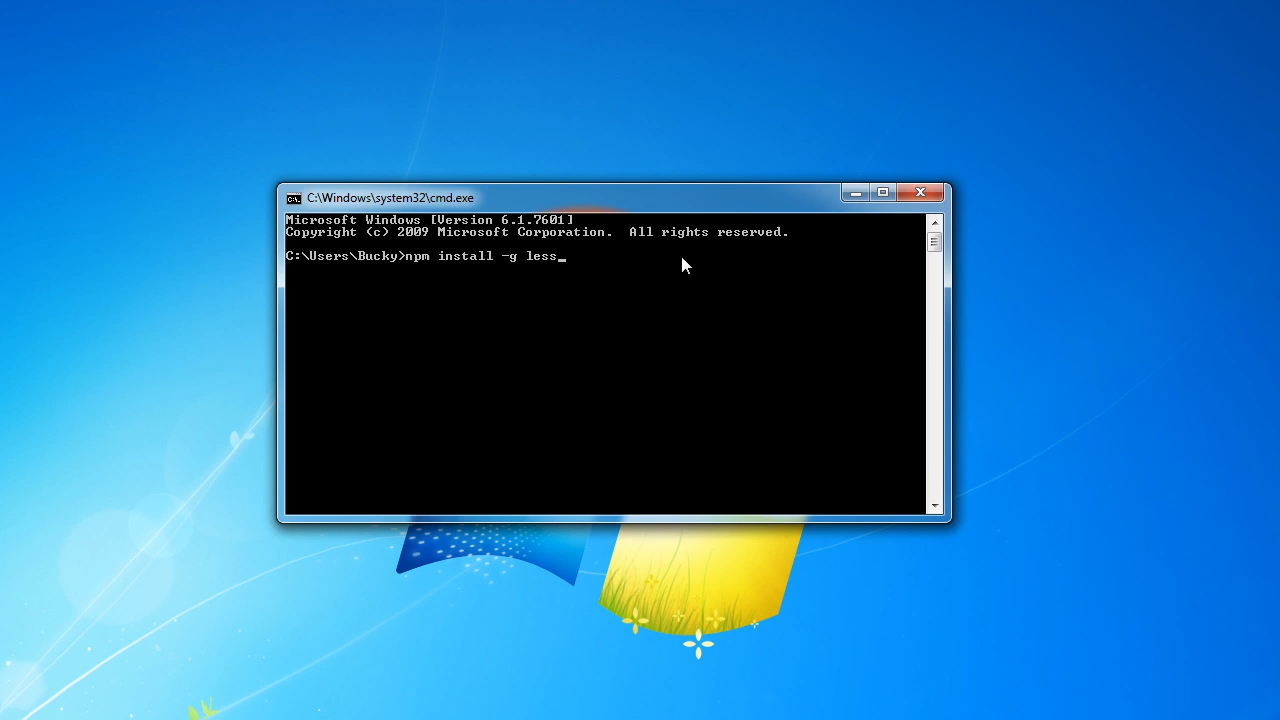 C:\Windows\system32\cmd.exe
Microsoft Windows [Version 6.1.7601]
Copyright (c) 2009 Microsoft Corporation.  All rights reserved.
C:\Users\Bucky>npm install -g less_